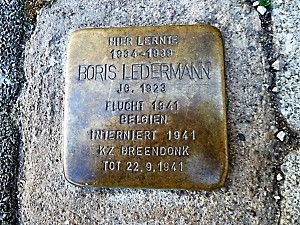 HIER LERNTE
1934-1939
BORIS LEDERMANN
JG. 1923
FLUCHT 1941
BELGIEN
INTERNIERT 1941
KZ BREENDONK
TOT 22.9.1941